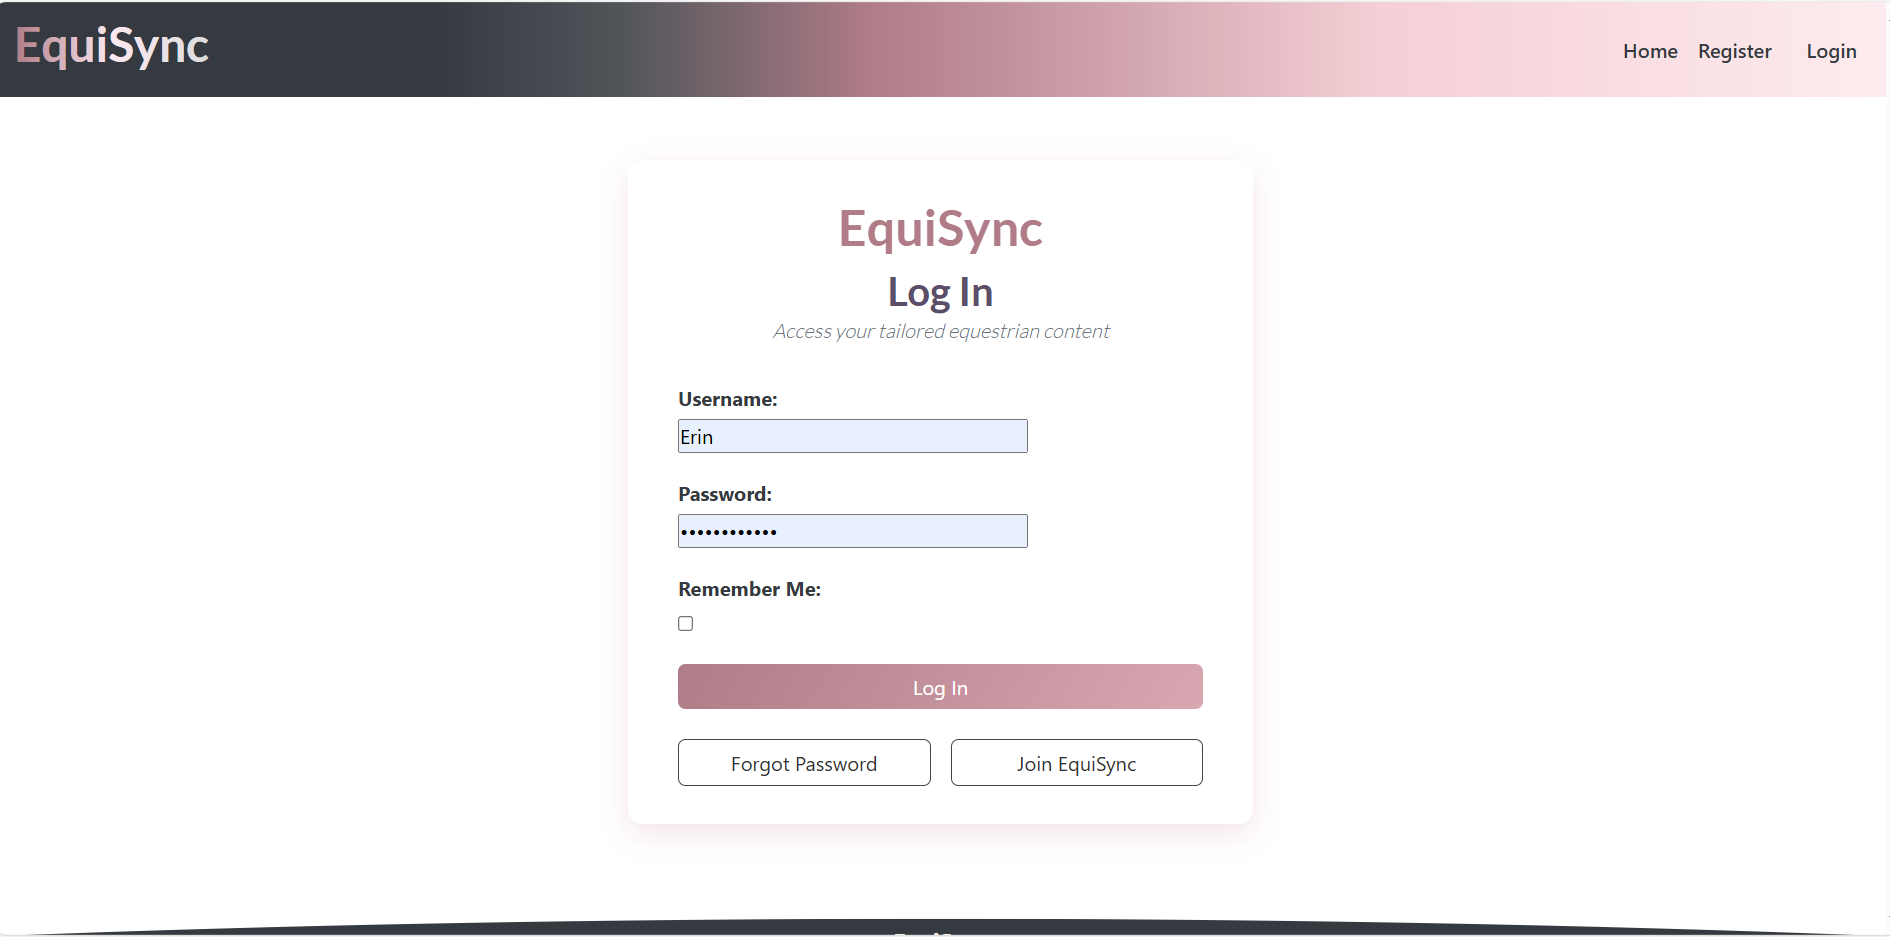 EquiSync
Home Register Login
EquiSync
Log In
Access your tailored equestrian content
Username:
Erin
Password:
••••••••••••
Remember Me:
Log In
Forgot Password Join EquiSync